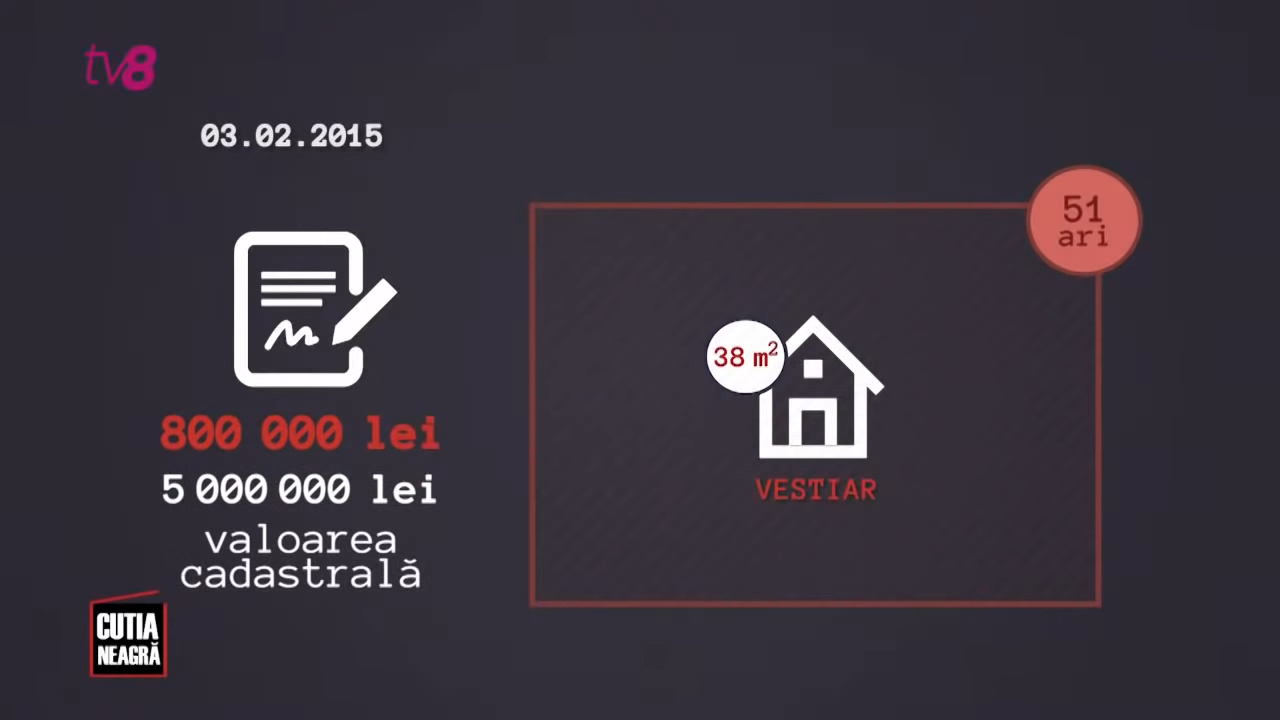 tv8
03.02.2015
800 000 lei
5 000 000 lei
valoarea
cadastrală
51
ari
38 m²
VESTIAR
CUTIA
NEAGRĂ